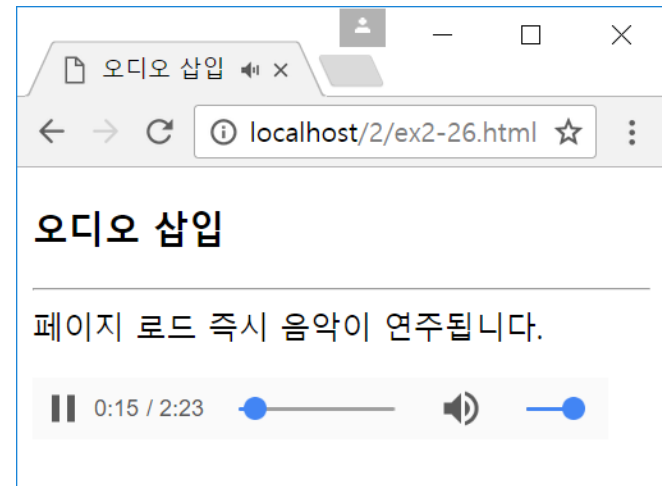 오디오 삽입
localhost/2/ex2-26.html
오디오 삽입
페이지 로드 즉시 음악이 연주됩니다.
0:15 / 2:23